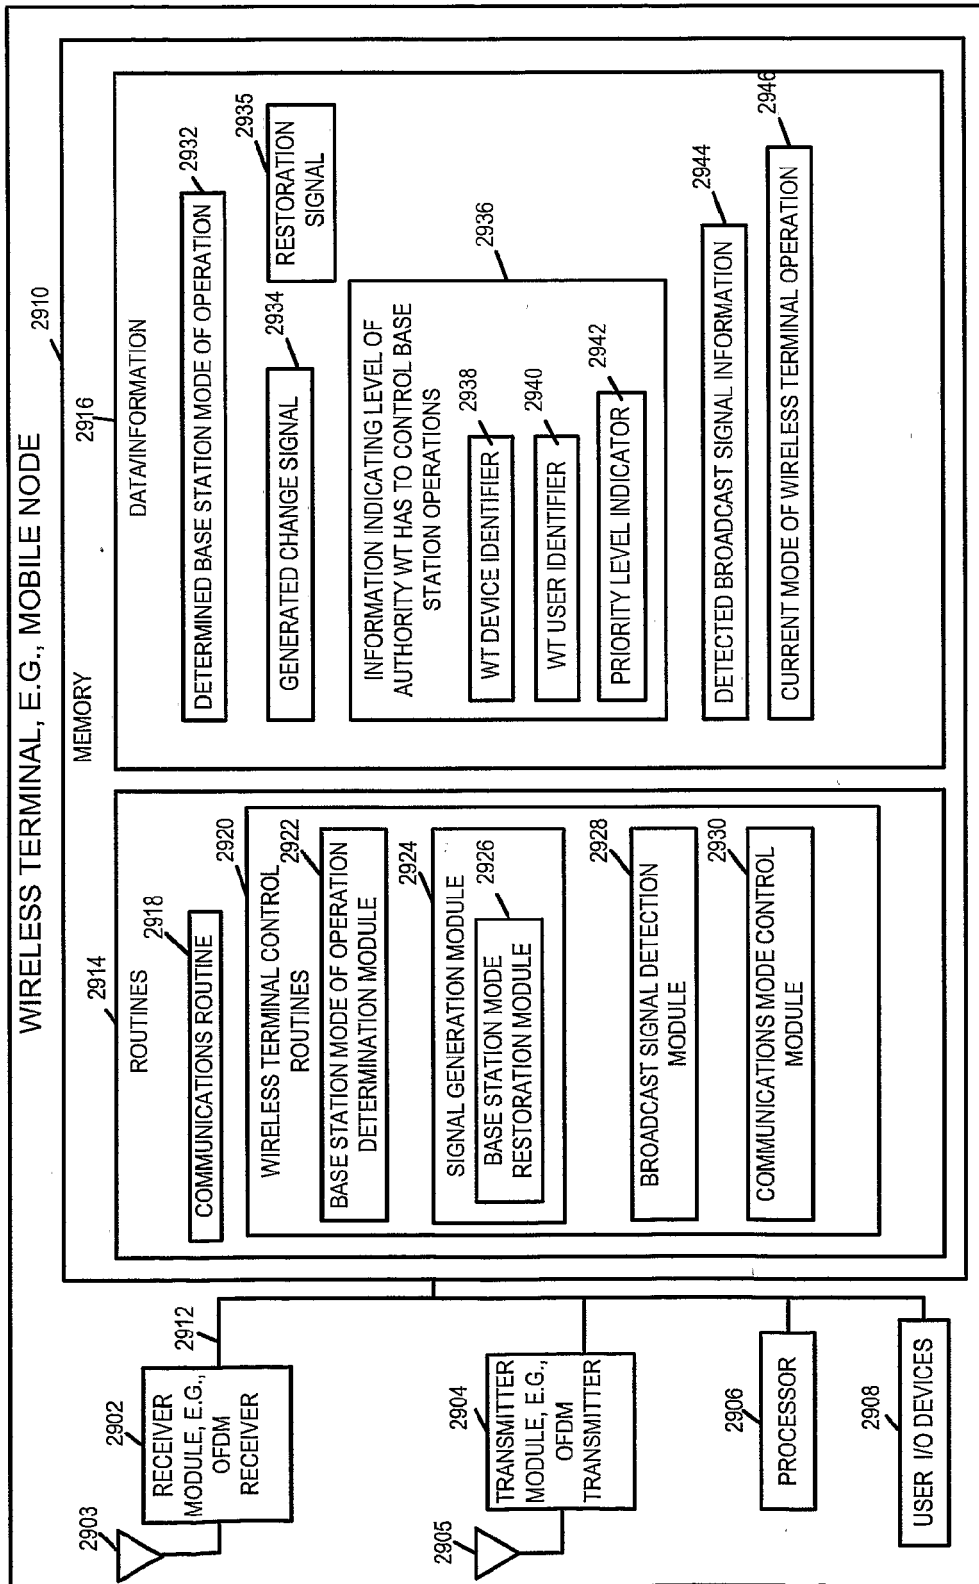 WIRELESS TERMINAL, E.G., MOBILE NODE
2910
MEMORY
2903
2902
RECEIVER
MODULE, E.G.,
OFDM
RECEIVER
2912
2905
2904
TRANSMITTER
MODULE, E.G.,
OFDM
TRANSMITTER
2906
PROCESSOR
2908
USER I/O DEVICES
2914
ROUTINES
2918
COMMUNICATIONS ROUTINE
2920
WIRELESS TERMINAL CONTROL
ROUTINES
2922
BASE STATION MODE OF OPERATION
DETERMINATION MODULE
2924
SIGNAL GENERATION MODULE
2926
BASE STATION MODE
RESTORATION MODULE
2928
BROADCAST SIGNAL DETECTION
MODULE
2930
COMMUNICATIONS MODE CONTROL
MODULE
2916
DATA/INFORMATION
2932
DETERMINED BASE STATION MODE OF OPERATION
2934
GENERATED CHANGE SIGNAL
2935
RESTORATION
SIGNAL
2936
INFORMATION INDICATING LEVEL OF
AUTHORITY WT HAS TO CONTROL BASE
STATION OPERATIONS
2938
WT DEVICE IDENTIFIER
2940
WT USER IDENTIFIER
2942
PRIORITY LEVEL INDICATOR
2944
DETECTED BROADCAST SIGNAL INFORMATION
2946
CURRENT MODE OF WIRELESS TERMINAL OPERATION